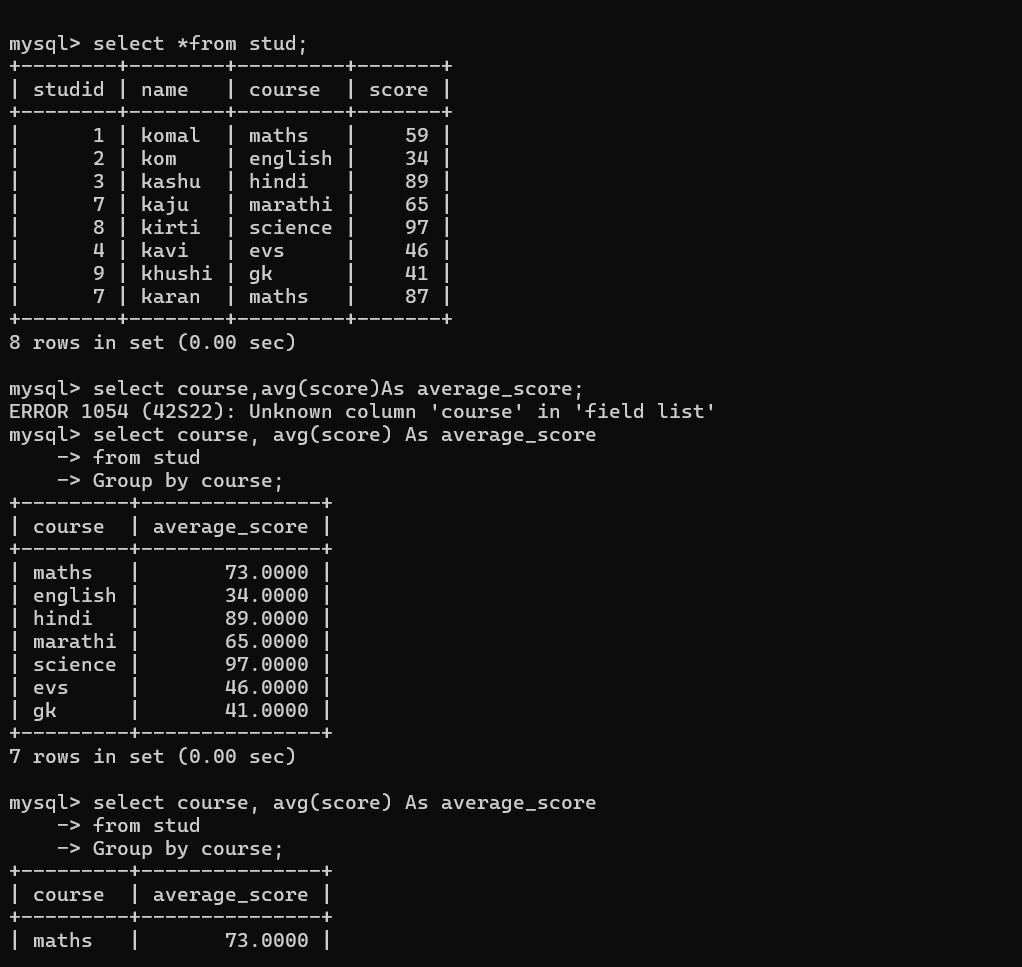 mysql> select *from stud;
+--------+--------+---------+-------+
| studid | name   | course  | score |
+--------+--------+---------+-------+
|      1 | komal  | maths   |    59 |
|      2 | kom    | english |    34 |
|      3 | kashu  | hindi   |    89 |
|      7 | kaju   | marathi |    65 |
|      8 | kirti  | science |    97 |
|      4 | kavi   | evs     |    46 |
|      9 | khushi | gk      |    41 |
|      7 | karan  | maths   |    87 |
+--------+--------+---------+-------+
8 rows in set (0.00 sec)

mysql> select course,avg(score)As average_score;
ERROR 1054 (42S22): Unknown column 'course' in 'field list'
mysql> select course, avg(score) As average_score
    -> from stud
    -> Group by course;
+---------+---------------+
| course  | average_score |
+---------+---------------+
| maths   |       73.0000 |
| english |       34.0000 |
| hindi   |       89.0000 |
| marathi |       65.0000 |
| science |       97.0000 |
| evs     |       46.0000 |
| gk      |       41.0000 |
+---------+---------------+
7 rows in set (0.00 sec)

mysql> select course, avg(score) As average_score
    -> from stud
    -> Group by course;
+---------+---------------+
| course  | average_score |
+---------+---------------+
| maths   |       73.0000 |